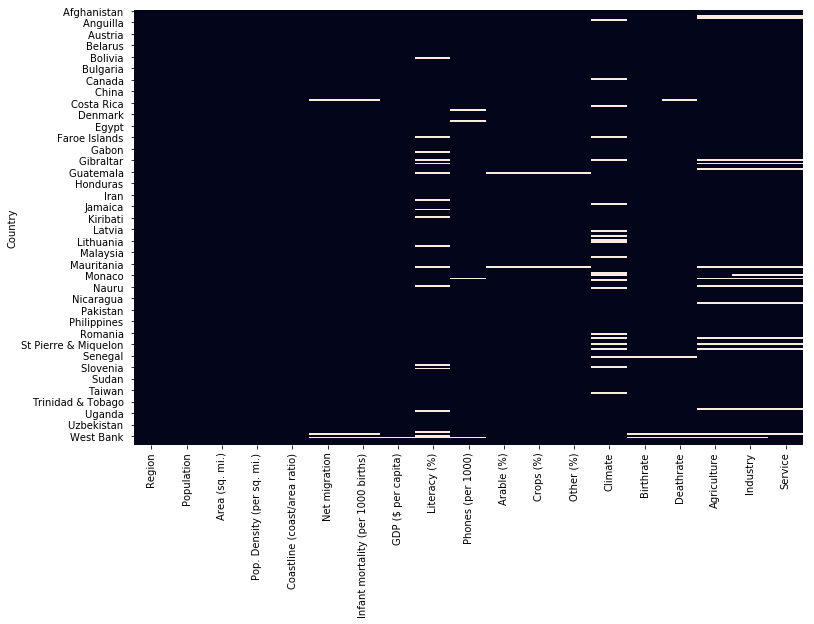 Country
Afghanistan
Anguilla
Austria
Belarus
Bolivia
Bulgaria
Canada
China
Costa Rica
Denmark
Egypt
Faroe Islands
Gabon
Gibraltar
Guatemala
Honduras
Iran
Jamaica
Kiribati
Latvia
Lithuania
Malaysia
Mauritania
Monaco
Nauru
Nicaragua
Pakistan
Philippines
Romania
St Pierre & Miquelon
Senegal
Slovenia
Sudan
Taiwan
Trinidad & Tobago
Uganda
Uzbekistan
West Bank
Region
Population
Area (sq. mi.)
Pop. Density (per sq. mi.)
Coastline (coast/area ratio)
Net migration
Infant mortality (per 1000 births)
GDP ($ per capita)
Literacy (%)
Phones (per 1000)
Arable (%)
Crops (%)
Other (%)
Climate
Birthrate
Deathrate
Agriculture
Industry
Service